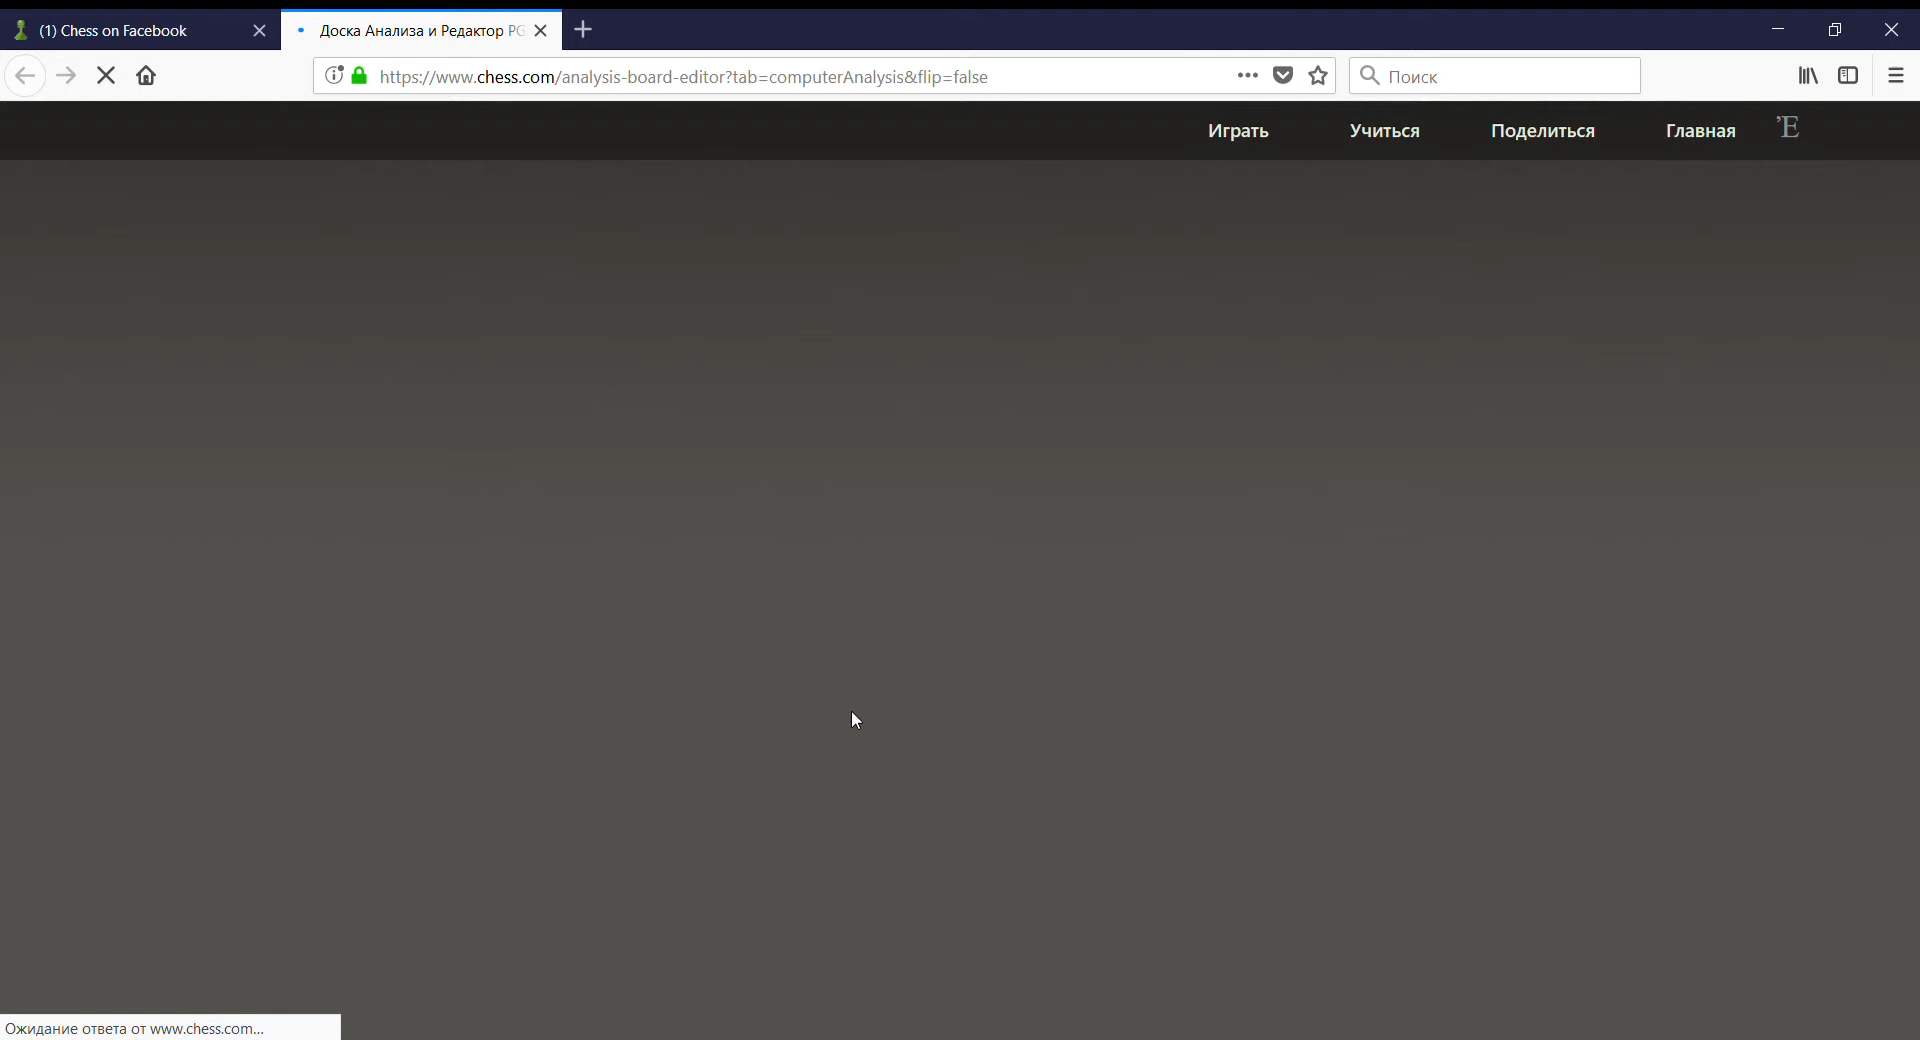 (1) Chess on Facebook
Доска Анализа и Редактор PG
https://www.chess.com/analysis-board-editor?tab=computerAnalysis&flip=false
Поиск
Играть Учиться Поделиться Главная Έ
Ожидание ответа от www.chess.com...